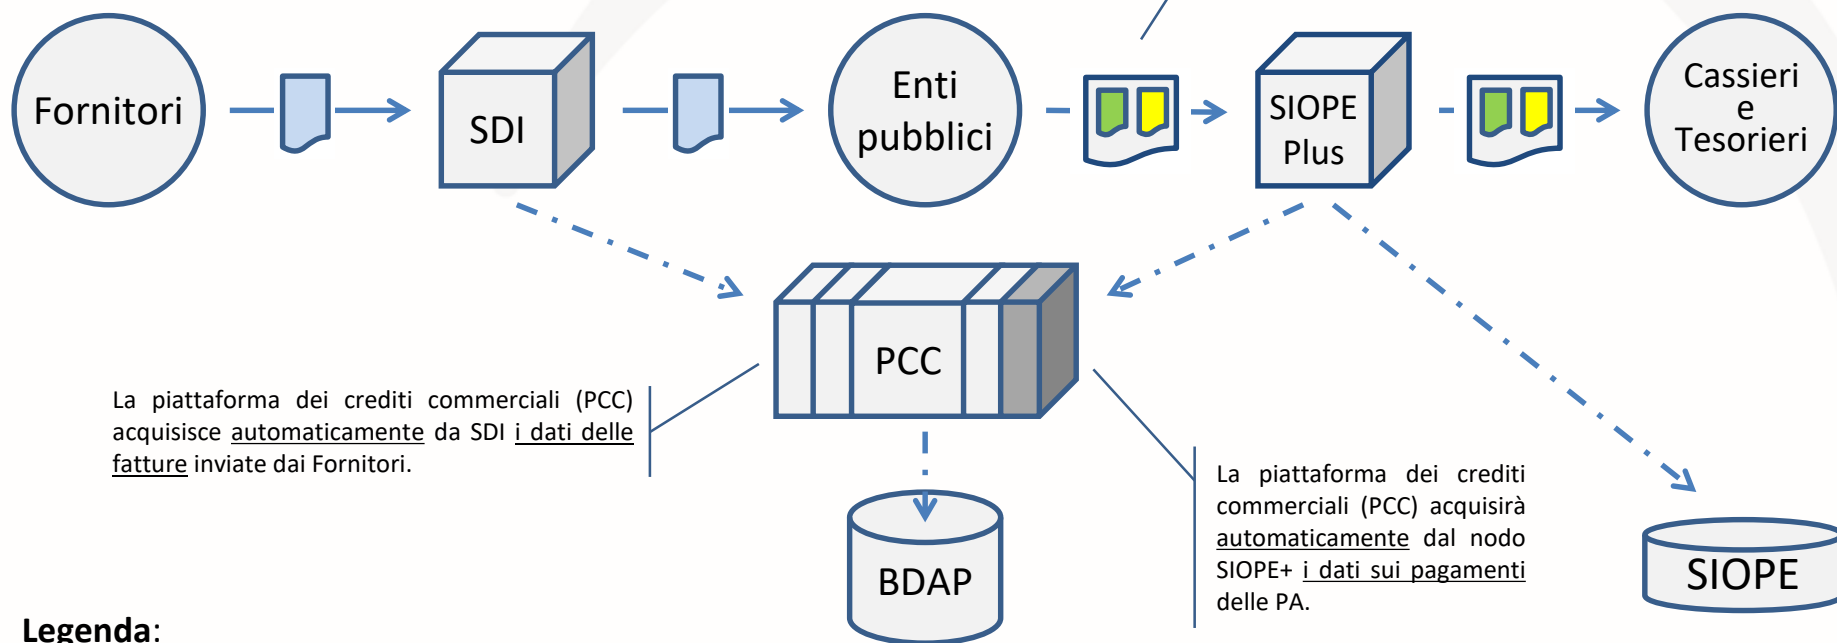 Fornitori
SDI
Enti
pubblici
SIOPE
Plus
Cassieri
e
Tesorieri
PCC
La piattaforma dei crediti commerciali (PCC)
acquisisce automaticamente da SDI i dati delle
fatture inviate dai Fornitori.
La piattaforma dei crediti
commerciali (PCC) acquisirà
automaticamente dal nodo
SIOPE+ i dati sui pagamenti
delle PA.
BDAP
SIOPE
Legenda: